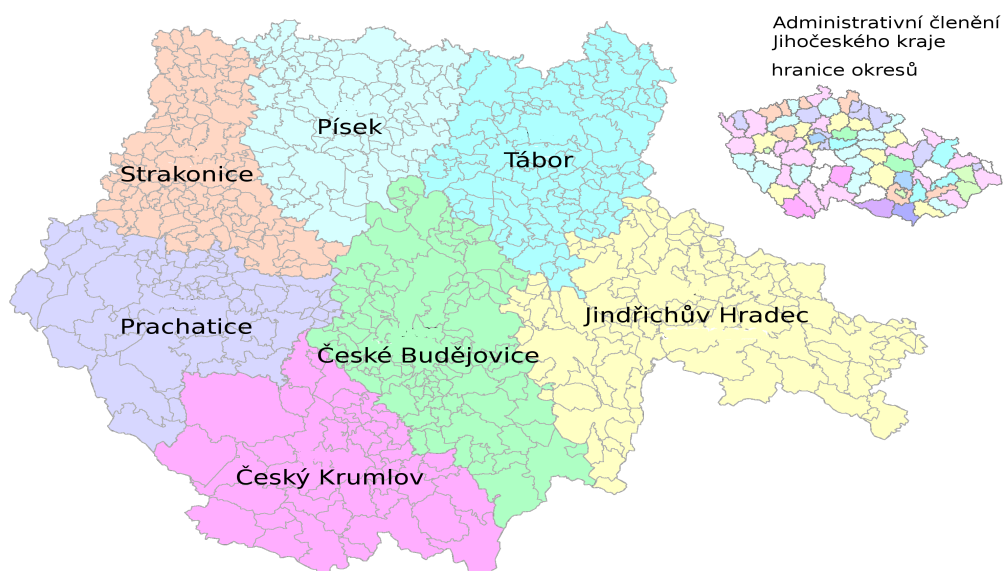 Administrativní členění
Jihočeského kraje
hranice okresů
Písek
Tábor
Strakonice
Jindřichův Hradec
Prachatice
České Budějovice
Český Krumlov